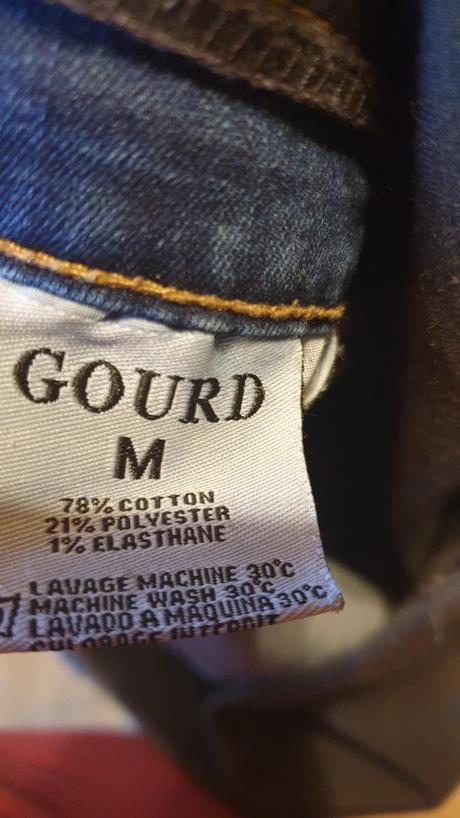 GOURD
M
78% COTTON
21% POLYESTER
1% ELASTHANE
LAVAGE MACHINE 30°C
MACHINE WASH 30°C
LAVADO A MAQUINA 30°C